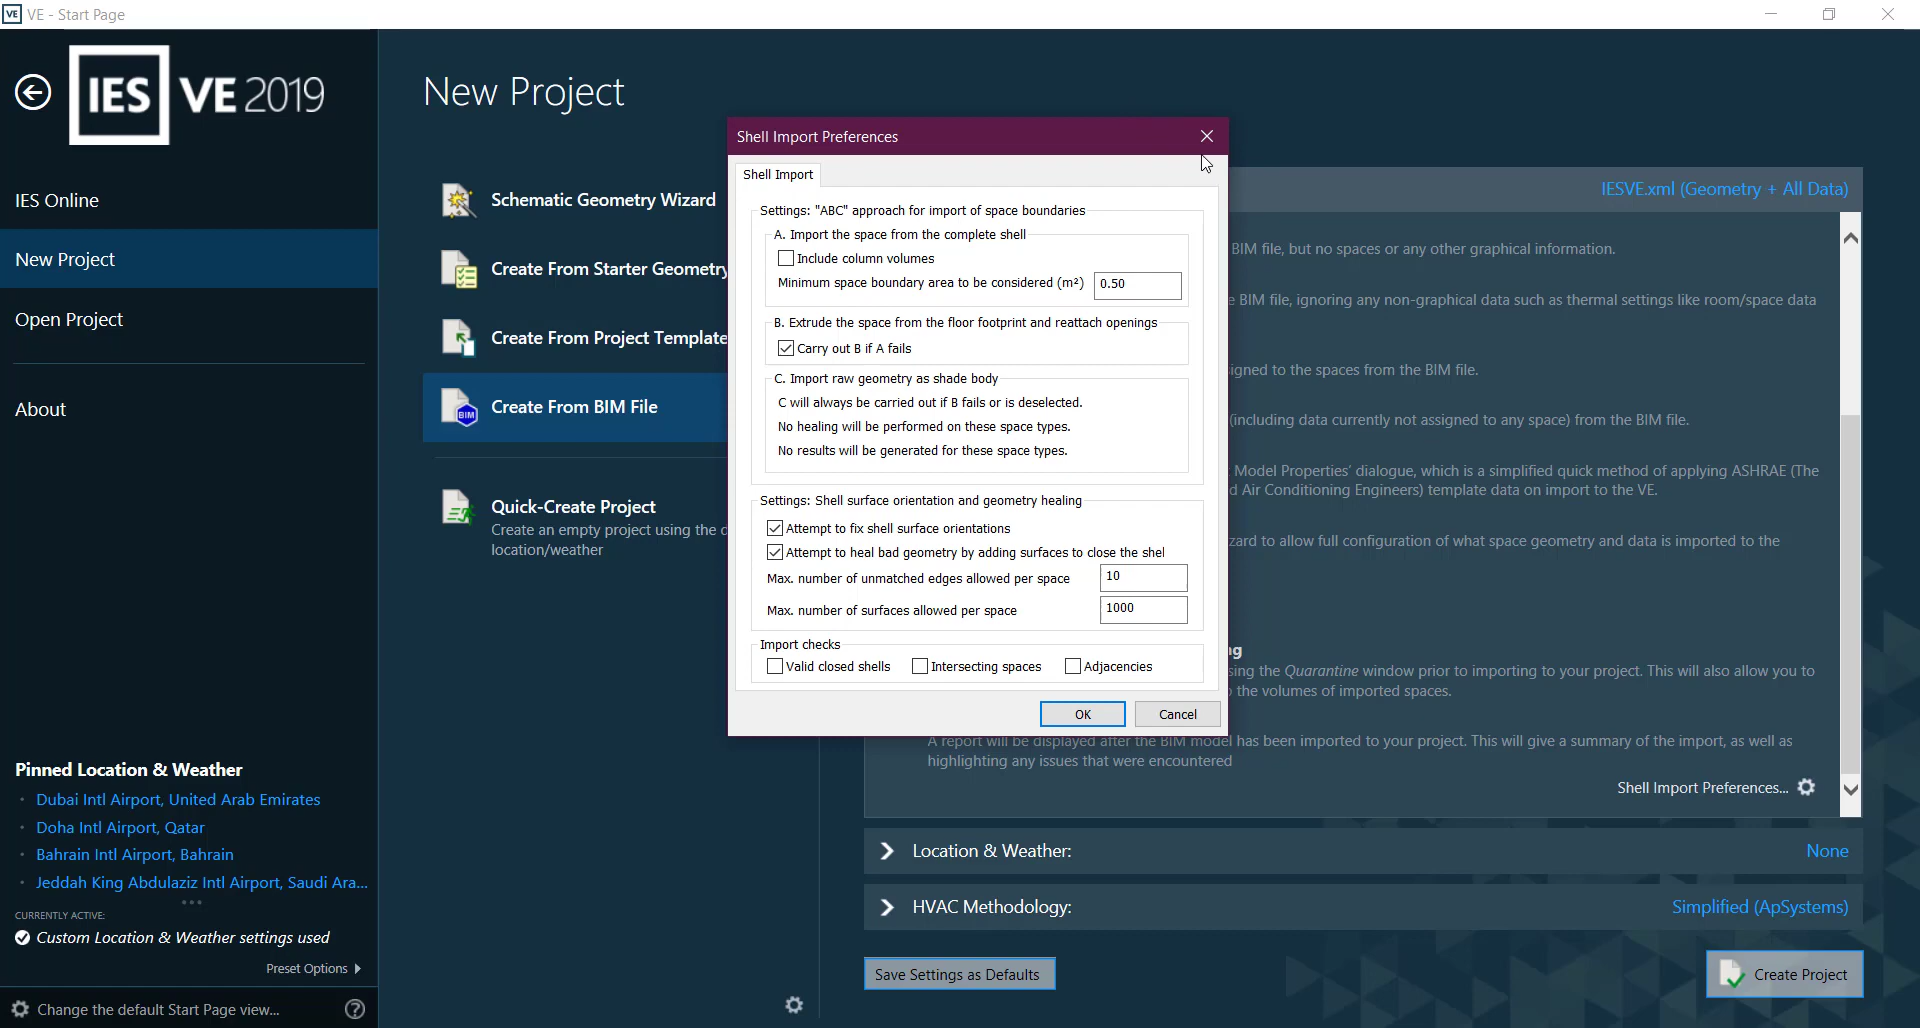 VE VE - Start Page
IES VE 2019
IES Online
New Project
Open Project
About
Pinned Location & Weather
Dubai Intl Airport, United Arab Emirates
Doha Intl Airport, Qatar
Bahrain Intl Airport, Bahrain
Jeddah King Abdulaziz Intl Airport, Saudi Ara...
CURRENTLY ACTIVE:
Custom Location & Weather settings used
Preset Options
Change the default Start Page view...
New Project
Schematic Geometry Wizard
Create From Starter Geometry
Create From Project Template
BIM Create From BIM File
Quick-Create Project
Create an empty project using the d
location/weather
Shell Import Preferences
Shell Import
Settings: "ABC" approach for import of space boundaries
A. Import the space from the complete shell
Include column volumes
Minimum space boundary area to be considered (m²) 0.50
B. Extrude the space from the floor footprint and reattach openings
Carry out B if A fails
C. Import raw geometry as shade body
C will always be carried out if B fails or is deselected.
No healing will be performed on these space types.
No results will be generated for these space types.
Settings: Shell surface orientation and geometry healing
Attempt to fix shell surface orientations
Attempt to heal bad geometry by adding surfaces to close the shel
Max. number of unmatched edges allowed per space 10
Max. number of surfaces allowed per space 1000
Import checks
Valid closed shells Intersecting spaces Adjacencies
OK Cancel
IESVE.xml (Geometry + All Data)
BIM file, but no spaces or any other graphical information.
e BIM file, ignoring any non-graphical data such as thermal settings like room/space data
igned to the spaces from the BIM file.
(including data currently not assigned to any space) from the BIM file.
Model Properties' dialogue, which is a simplified quick method of applying ASHRAE (The
d Air Conditioning Engineers) template data on import to the VE.
zard to allow full configuration of what space geometry and data is imported to the
ng
sing the Quarantine window prior to importing to your project. This will also allow you to
the volumes of imported spaces.
A report will be displayed after the BIM model has been imported to your project. This will give a summary of the import, as well as
highlighting any issues that were encountered
Shell Import Preferences...
Location & Weather: None
HVAC Methodology: Simplified (ApSystems)
Save Settings as Defaults Create Project